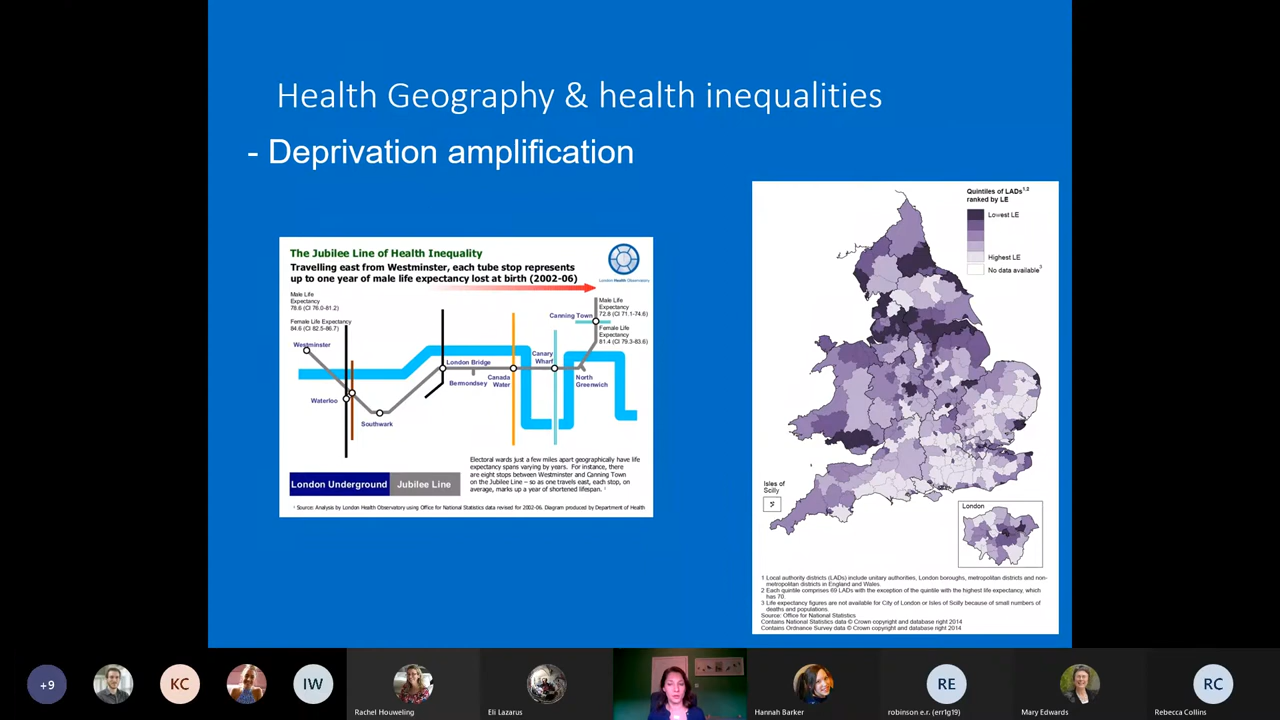 Health Geography & health inequalities
- Deprivation amplification
The Jubilee Line of Health Inequality
Travelling east from Westminster, each tube stop represents
up to one year of male life expectancy lost at birth (2002-06)
London Health Observatory
Male Life
Expectancy
78.6 (CI 76.0-81.2)
Female Life Expectancy
84.6 (CI 82.5-86.7)
Male Life
Expectancy
72.8 (CI 71.1-74.6)
Canning Town
Female Life
Expectancy
81.4 (CI 79.3-83.6)
Westminster
Waterloo
Southwark
London Bridge
Bermondsey
Canada
Water
Canary
Wharf
North
Greenwich
Electoral wards just a few miles apart geographically have life
expectancy spans varying by years. For instance, there
are eight stops between Westminster and Canning Town
on the Jubilee Line – so as one travels east, each stop, on
average, marks up a year of shortened lifespan. 1
London Underground
Jubilee Line
1 Source: Analysis by London Health Observatory using Office for National Statistics data revised for 2002-06. Diagram produced by Department of Health
Quintiles of LADs1,2
ranked by LE
Lowest LE
Highest LE
No data available3
Isles of
Scilly
London
1 Local authority districts (LADs) include unitary authorities, London boroughs, metropolitan districts and non-
metropolitan districts in England and Wales.
2 Each quintile comprises 69 LADs with the exception of the quintile with the highest life expectancy, which
has 70.
3 Life expectancy figures are not available for City of London or Isles of Scilly because of small numbers of
deaths and populations.
Source: Office for National Statistics
Contains National Statistics data © Crown copyright and database right 2014
Contains Ordnance Survey data © Crown copyright and database right 2014
+9
KC
IW
Rachel Houweling
Eli Lazarus
Hannah Barker
RE
robinson e.r. (err1g19)
Mary Edwards
RC
Rebecca Collins